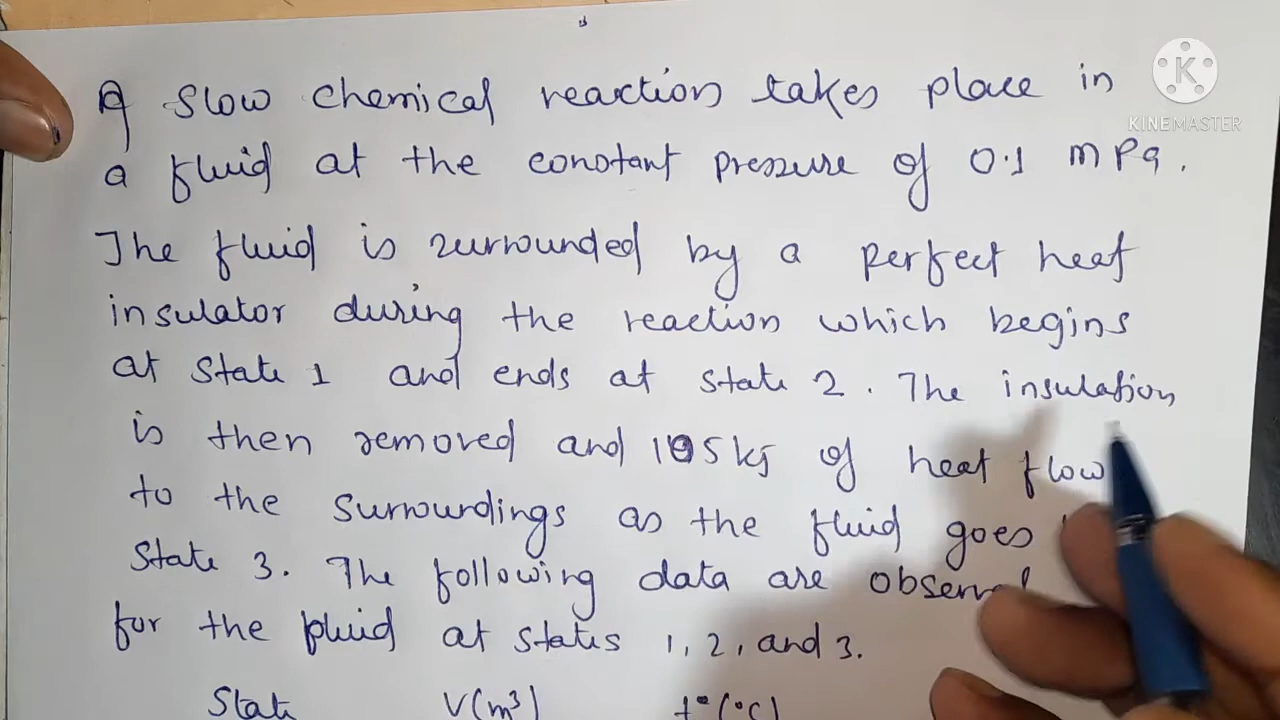 A slow chemical reaction takes place in
a fluid at the constant pressure of 0.1 MPa.
The fluid is surrounded by a perfect heat
insulator during the reaction which begins
at state 1 and ends at state 2. The insulation
is then removed and 105 kJ of heat flow
to the surroundings as the fluid goes
state 3. The following data are observed
for the fluid at states 1, 2, and 3.
State V(m³) t°(°C)
KINEMASTER